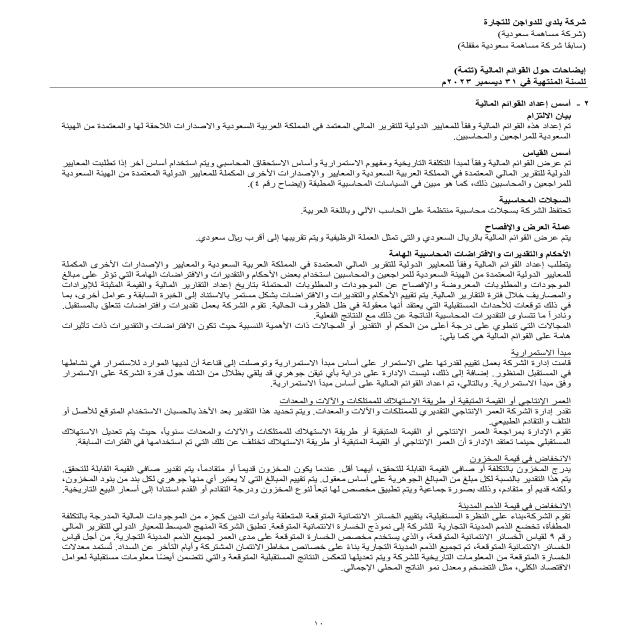 شركة بلدي للدواجن للتجارة
(شركة مساهمة سعودية)
(سابقا شركة مساهمة سعودية مقفلة)
إيضاحات حول القوائم المالية (تتمة)
للسنة المنتهية في ٣١ ديسمبر ٢٠٢٣م
٢ - أسس إعداد القوائم المالية
بيان الالتزام
تم إعداد هذه القوائم المالية وفقاً للمعايير الدولية للتقرير المالي المعتمد في المملكة العربية السعودية والاصدارات اللاحقة لها والمعتمدة من الهيئة
السعودية للمراجعين والمحاسبين.
أسس القياس
تم عرض القوائم المالية وفقاً لمبدأ التكلفة التاريخية ومفهوم الاستمرارية وأساس الاستحقاق المحاسبي ويتم استخدام أساس آخر إذا تطلبت المعايير
الدولية للتقرير المالي المعتمدة في المملكة العربية السعودية والمعايير والإصدارات الأخرى المكملة للمعايير الدولية المعتمدة من الهيئة السعودية
للمراجعين والمحاسبين ذلك، كما هو مبين في السياسات المحاسبية المطبقة (إيضاح رقم ٤).
السجلات المحاسبية
تحتفظ الشركة بسجلات محاسبية منتظمة على الحاسب الآلي وباللغة العربية.
عملة العرض والإفصاح
يتم عرض القوائم المالية بالريال السعودي والتي تمثل العملة الوظيفية ويتم تقريبها إلى أقرب ريال سعودي.
الأحكام والتقديرات والافتراضات المحاسبية الهامة
يتطلب إعداد القوائم المالية وفقاً للمعايير الدولية للتقرير المالي المعتمدة في المملكة العربية السعودية والمعايير والاصدارات الأخرى المكملة
للمعايير الدولية المعتمدة من الهيئة السعودية للمراجعين والمحاسبين استخدام بعض الأحكام والتقديرات والافتراضات الهامة التي تؤثر على مبالغ
الموجودات والمطلوبات المعروضة والإفصاح عن الموجودات والمطلوبات المحتملة بتاريخ إعداد التقارير المالية والقيمة المثبتة للإيرادات
والمصاريف خلال فترة التقارير المالية. يتم تقييم الأحكام والتقديرات والافتراضات بشكل مستمر بالاستناد إلى الخبرة السابقة وعوامل أخرى، بما
في ذلك توقعات للأحداث المستقبلية التي يعتقد أنها معقولة في ظل الظروف الحالية. تقوم الشركة بعمل تقديرات وافتراضات تتعلق بالمستقبل.
ونادراً ما تتساوى التقديرات المحاسبية الناتجة عن ذلك مع النتائج الفعلية.
المجالات التي تنطوي على درجة أعلى من الحكم أو التقدير أو المجالات ذات الأهمية النسبية حيث تكون الافتراضات والتقديرات ذات تأثيرات
هامة على القوائم المالية هي كما يلي:
مبدأ الاستمرارية
قامت إدارة الشركة بعمل تقييم لقدرتها على الاستمرار على أساس مبدأ الاستمرارية وتوصلت إلى قناعة أن لديها الموارد للاستمرار في نشاطها
في المستقبل المنظور. إضافة إلى ذلك، ليست الإدارة على دراية بأي تيقن جوهري قد يلقي بظلال من الشك حول قدرة الشركة على الاستمرار
وفق مبدأ الاستمرارية. وبالتالي، تم اعداد القوائم المالية على أساس مبدأ الاستمرارية.
العمر الإنتاجي أو القيمة المتبقية أو طريقة الاستهلاك للممتلكات والآلات والمعدات
تقدر إدارة الشركة العمر الإنتاجي التقديري للممتلكات والآلات والمعدات. ويتم تحديد هذا التقدير بعد الأخذ بالحسبان الاستخدام المتوقع للأصل أو
التلف والتقادم الطبيعي.
تقوم الإدارة بمراجعة العمر الإنتاجي أو القيمة المتبقية أو طريقة الاستهلاك للممتلكات والآلات والمعدات سنوياً، حيث يتم تعديل الاستهلاك
المستقبلي حينما تعتقد الإدارة أن العمر الإنتاجي أو القيمة المتبقية أو طريقة الاستهلاك تختلف عن تلك التي تم استخدامها في الفترات السابقة.
الانخفاض في قيمة المخزون
يدرج المخزون بالتكلفة أو صافي القيمة القابلة للتحقق، أيهما أقل. عندما يكون المخزون قديماً أو متقادماً، يتم تقدير صافي القيمة القابلة للتحقق.
يتم هذا التقدير بالنسبة لكل مبلغ من المبالغ الجوهرية على أساس معقول. يتم تقييم المبالغ التي لا يعتبر أي منها جوهري لكل بند من بنود المخزون،
ولكنه قديم أو متقادم، وذلك بصورة جماعية ويتم تطبيق مخصص لها تبعاً لنوع المخزون ودرجة التقادم أو القدم استنادا إلى أسعار البيع التاريخية.
الانخفاض في قيمة الذمم المدينة
تقوم الشركة،بناء على النظرة المستقبلية، بتقييم الخسائر الائتمانية المتوقعة المتعلقة بأدوات الدين كجزء من الموجودات المالية المدرجة بالتكلفة
المطفأة، تخضع الذمم المدينة التجارية للشركة إلى نموذج الخسارة الائتمانية المتوقعة. تطبق الشركة المنهج المبسط للمعيار الدولي للتقرير المالي
رقم ٩ لقياس الخسائر الائتمانية المتوقعة، والذي يستخدم مخصص الخسارة المتوقعة على مدى العمر لجميع الذمم المدينة التجارية. من أجل قياس
الخسائر الائتمانية المتوقعة، تم تجميع الذمم المدينة التجارية بناءً على خصائص مخاطرالائتمان المشتركة وأيام التأخر عن السداد. تُستمد معدلات
الخسارة المتوقعة من المعلومات التاريخية للشركة ويتم تعديلها لتعكس النتائج المستقبلية المتوقعة والتي تتضمن أيضًا معلومات مستقبلية لعوامل
الاقتصاد الكلي، مثل التضخم ومعدل نمو الناتج المحلي الإجمالي.
١٠